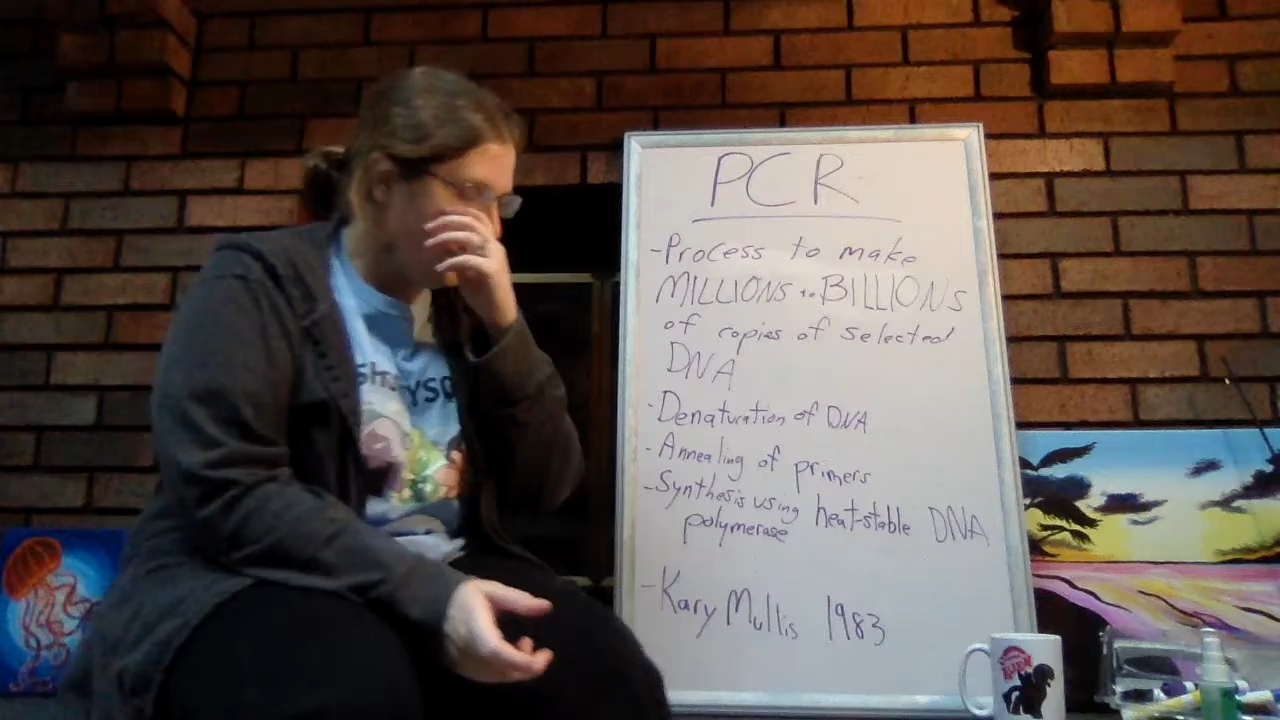 PCR
-Process to make
MILLIONS to BILLIONS
of copies of selected
DNA
-Denaturation of DNA
-Annealing of primers
-Synthesis using heat-stable DNA
polymerase
-Kary Mullis 1983